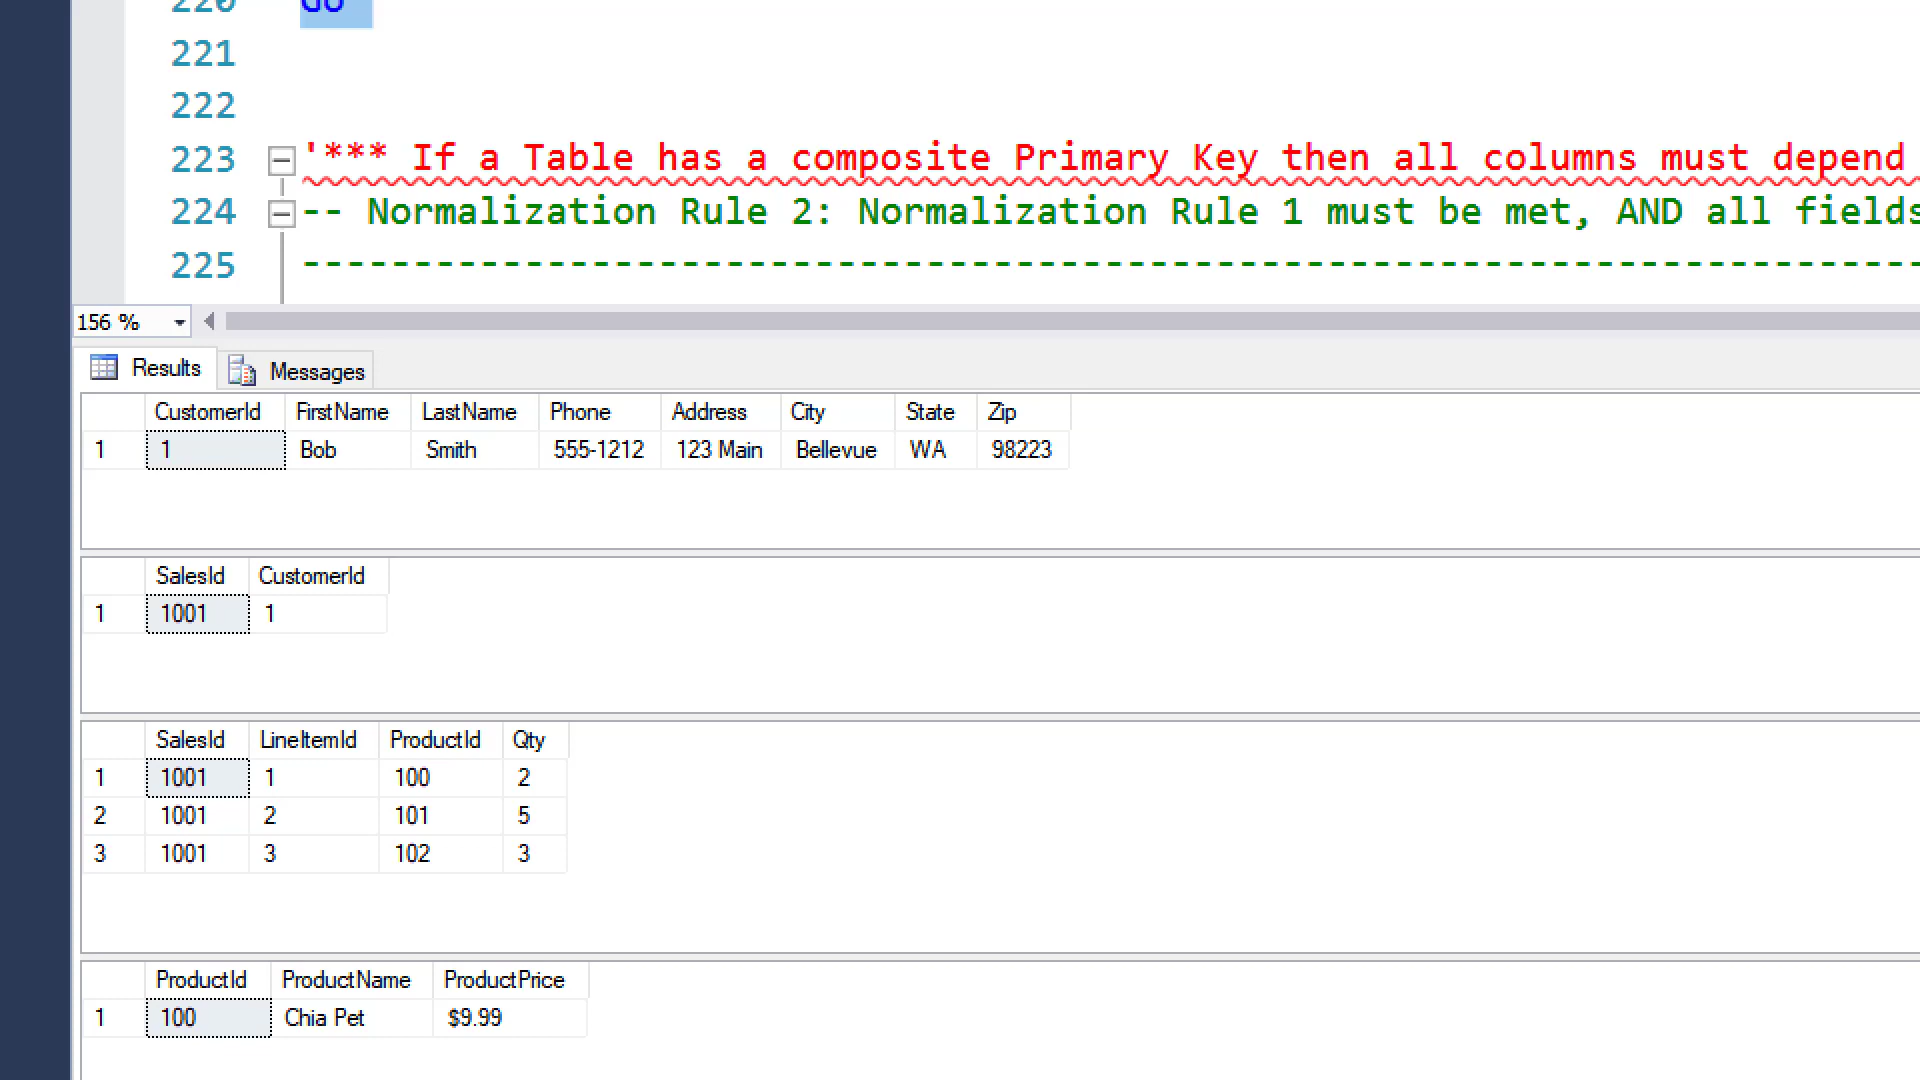 220 Go
221
222
223 '*** If a Table has a composite Primary Key then all columns must depend
224 -- Normalization Rule 2: Normalization Rule 1 must be met, AND all fields
225 ------------------------------------------------------------------------
156 %
Results Messages
CustomerId FirstName LastName Phone Address City State Zip
1 1 Bob Smith 555-1212 123 Main Bellevue WA 98223
SalesId CustomerId
1 1001 1
SalesId LineItemId ProductId Qty
1 1001 1 100 2
2 1001 2 101 5
3 1001 3 102 3
ProductId ProductName ProductPrice
1 100 Chia Pet $9.99